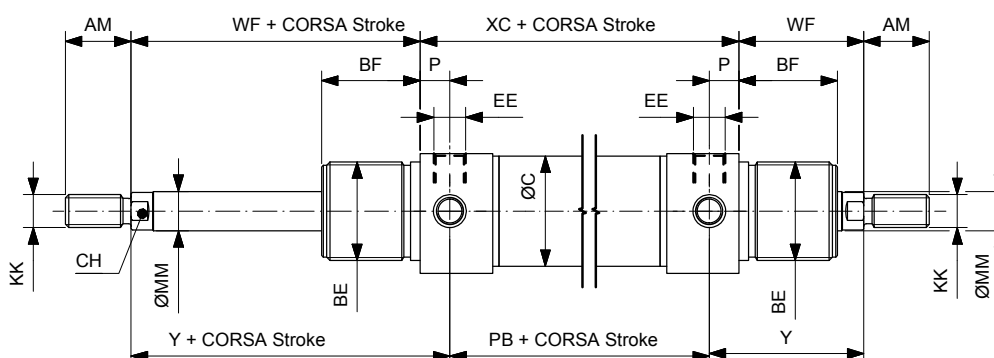 AM
WF + CORSA Stroke
XC + CORSA Stroke
WF
AM
BF
P
P
BF
EE
EE
ØC
KK
CH
ØMM
BE
BE
KK
ØMM
Y + CORSA Stroke
PB + CORSA Stroke
Y